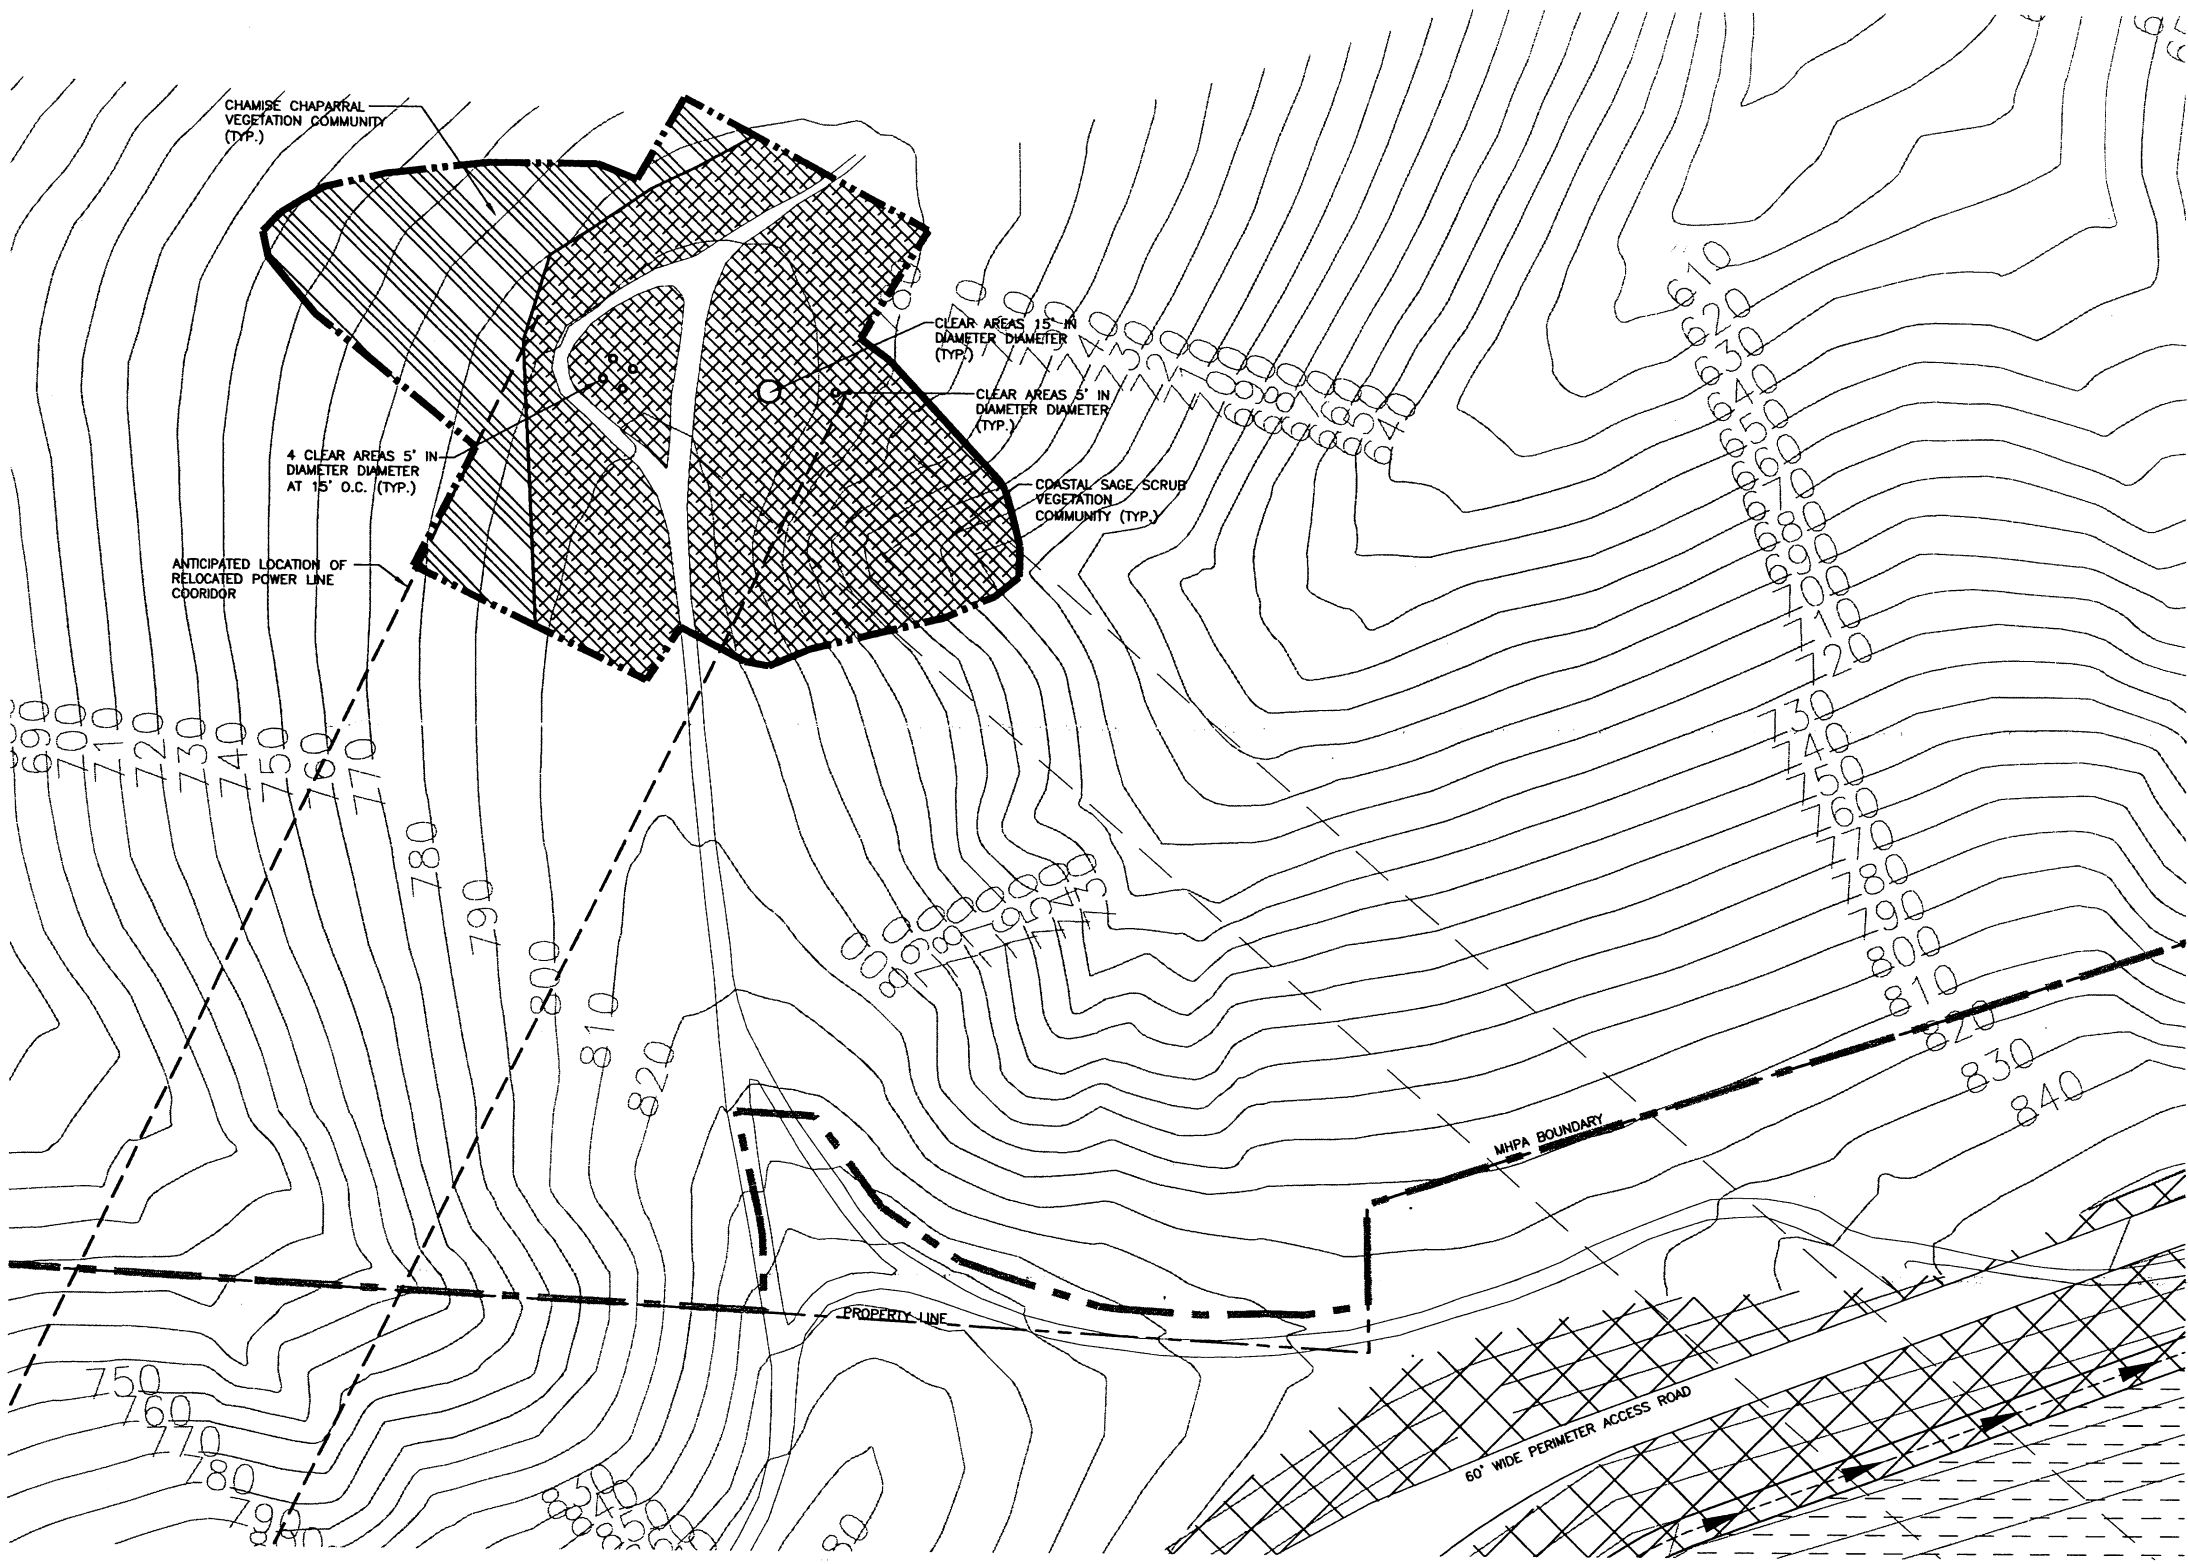 CHAMISE CHAPARRAL
VEGETATION COMMUNITY
(TYP.)
CLEAR AREAS 15' IN
DIAMETER DIAMETER
(TYP.)
CLEAR AREAS 5' IN
DIAMETER DIAMETER
(TYP.)
4 CLEAR AREAS 5' IN
DIAMETER DIAMETER
AT 15' O.C. (TYP.)
COASTAL SAGE SCRUB
VEGETATION
COMMUNITY (TYP.)
ANTICIPATED LOCATION OF
RELOCATED POWER LINE
COORIDOR
610
620
630
640
650
660
670
680
690
700
710
720
730
740
750
760
770
780
790
800
810
820
830
840
690
700
710
720
730
740
750
760
770
780
790
800
810
820
MHPA BOUNDARY
PROPERTY LINE
60' WIDE PERIMETER ACCESS ROAD
750
760
770
780
790
830
840
850